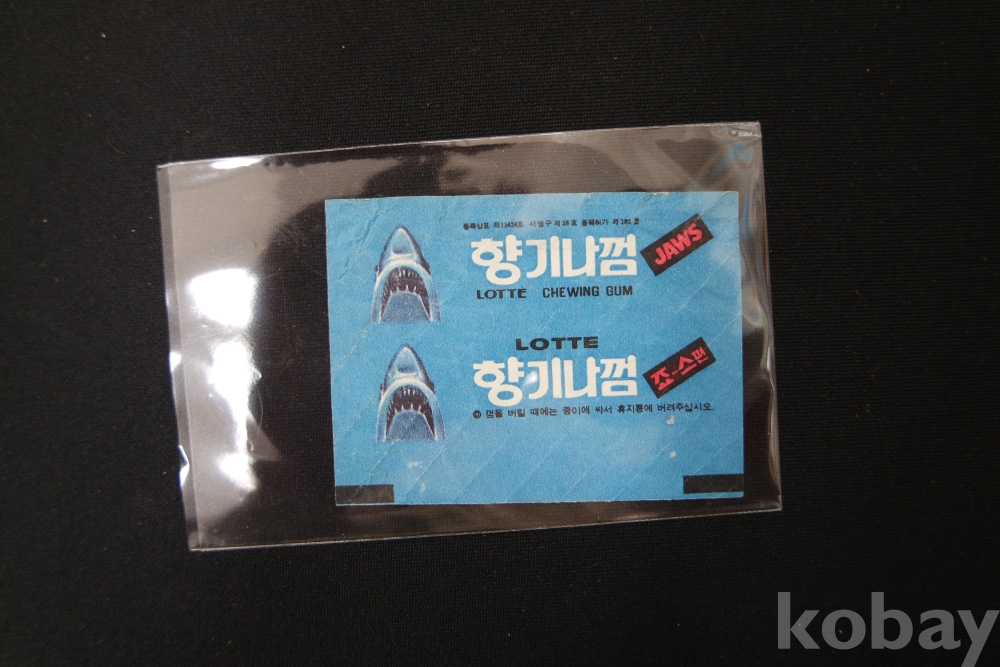 등록상표 제13434호 서영구 제28호 품목허가 제285호
향기나껌 JAWS
LOTTE CHEWING GUM
LOTTE
향기나껌 죠-스편
◎ 껌을 버릴 때에는 종이에 싸서 휴지통에 버려주십시오.
kobay